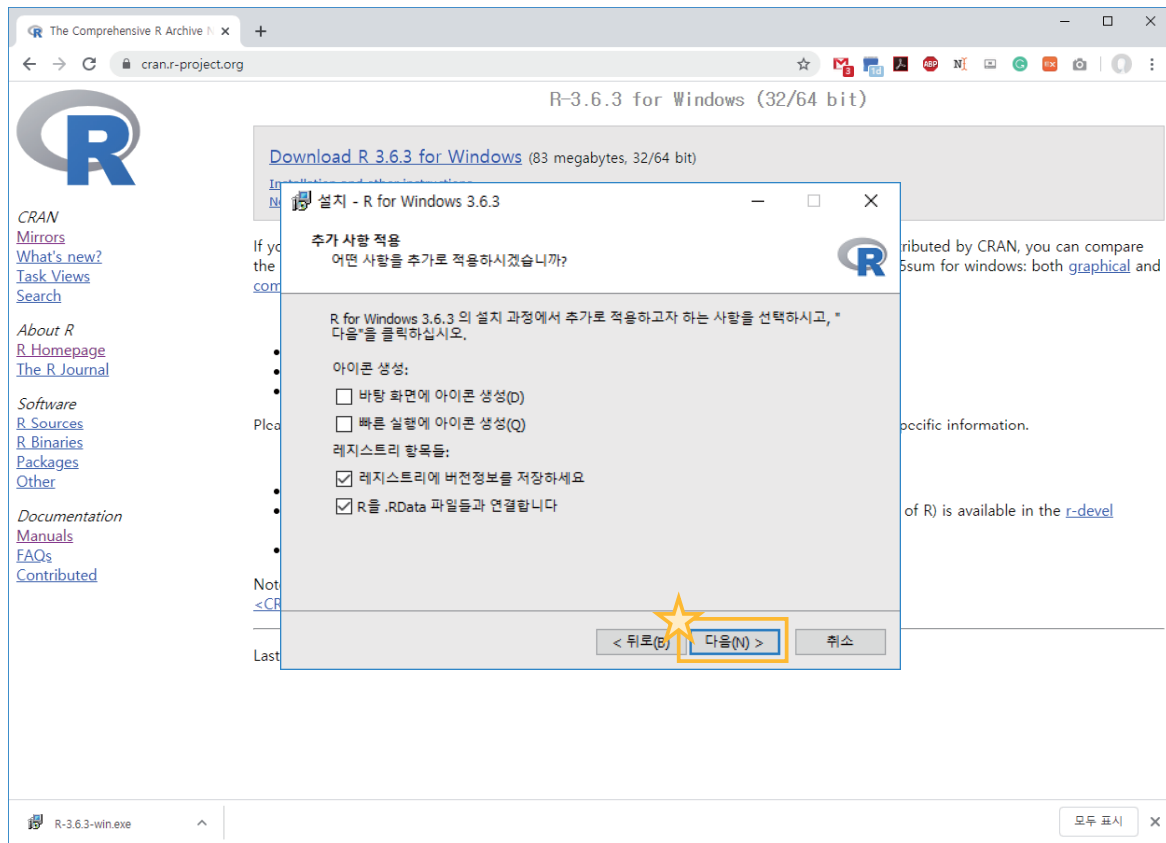 The Comprehensive R Archive N
cran.r-project.org
3
1d
ABP
G
EX
R
R-3.6.3 for Windows (32/64 bit)
Download R 3.6.3 for Windows (83 megabytes, 32/64 bit)
CRAN
Mirrors
What's new?
Task Views
Search
About R
R Homepage
The R Journal
Software
R Sources
R Binaries
Packages
Other
Documentation
Manuals
FAQs
Contributed
If yo
the
com
ributed by CRAN, you can compare
5sum for windows: both graphical and
Plea
pecific information.
of R) is available in the r-devel
Not
<CR
Last
설치 - R for Windows 3.6.3
추가 사항 적용
어떤 사항을 추가로 적용하시겠습니까?
R
R for Windows 3.6.3 의 설치 과정에서 추가로 적용하고자 하는 사항을 선택하시고, "
다음"을 클릭하십시오.
아이콘 생성:
바탕 화면에 아이콘 생성(D)
빠른 실행에 아이콘 생성(Q)
레지스트리 항목들:
레지스트리에 버전정보를 저장하세요
R을 .RData 파일들과 연결합니다
< 뒤로(B)
다음(N) >
취소
R-3.6.3-win.exe
모두 표시